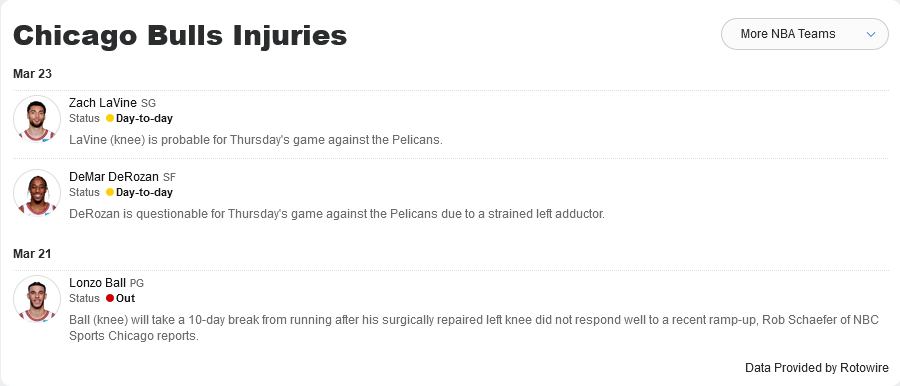 Chicago Bulls Injuries
More NBA Teams
Mar 23
Zach LaVine SG
Status Day-to-day
LaVine (knee) is probable for Thursday's game against the Pelicans.
DeMar DeRozan SF
Status Day-to-day
DeRozan is questionable for Thursday's game against the Pelicans due to a strained left adductor.
Mar 21
Lonzo Ball PG
Status Out
Ball (knee) will take a 10-day break from running after his surgically repaired left knee did not respond well to a recent ramp-up, Rob Schaefer of NBC
Sports Chicago reports.
Data Provided by Rotowire